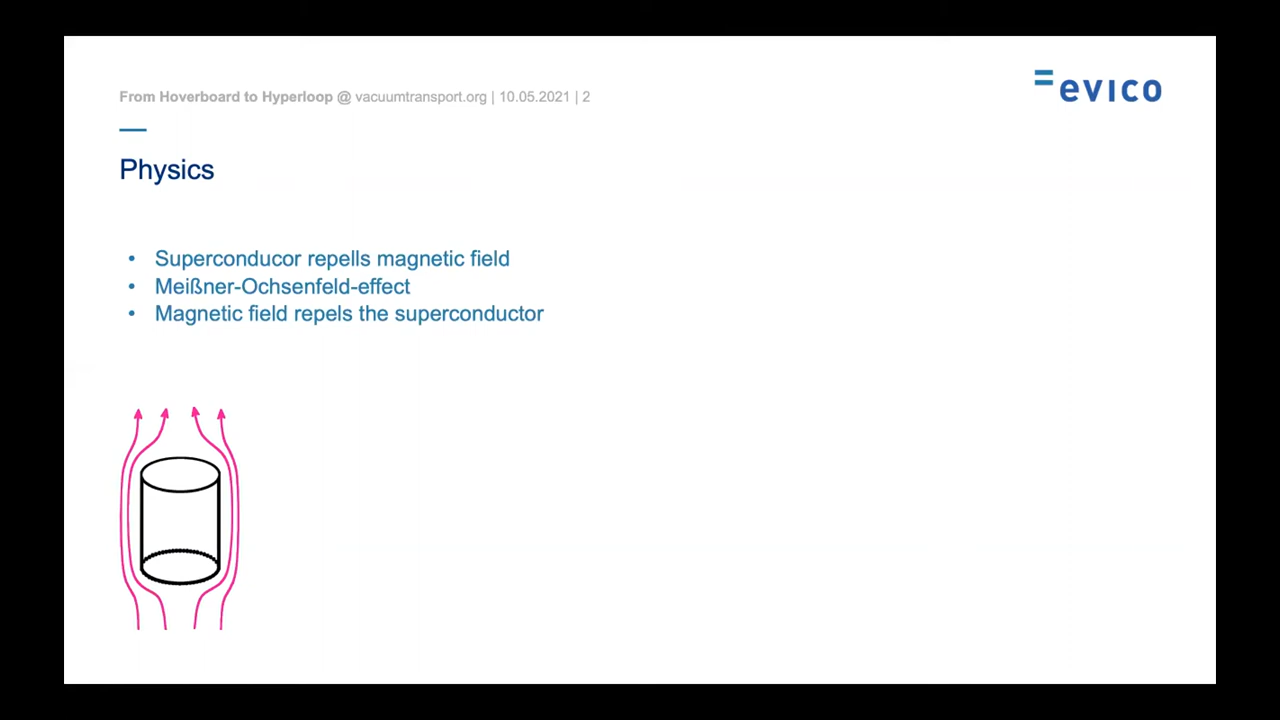 From Hoverboard to Hyperloop @ vacuumtransport.org | 10.05.2021 | 2
evico
Physics
• Superconducor repells magnetic field
• Meißner-Ochsenfeld-effect
• Magnetic field repels the superconductor